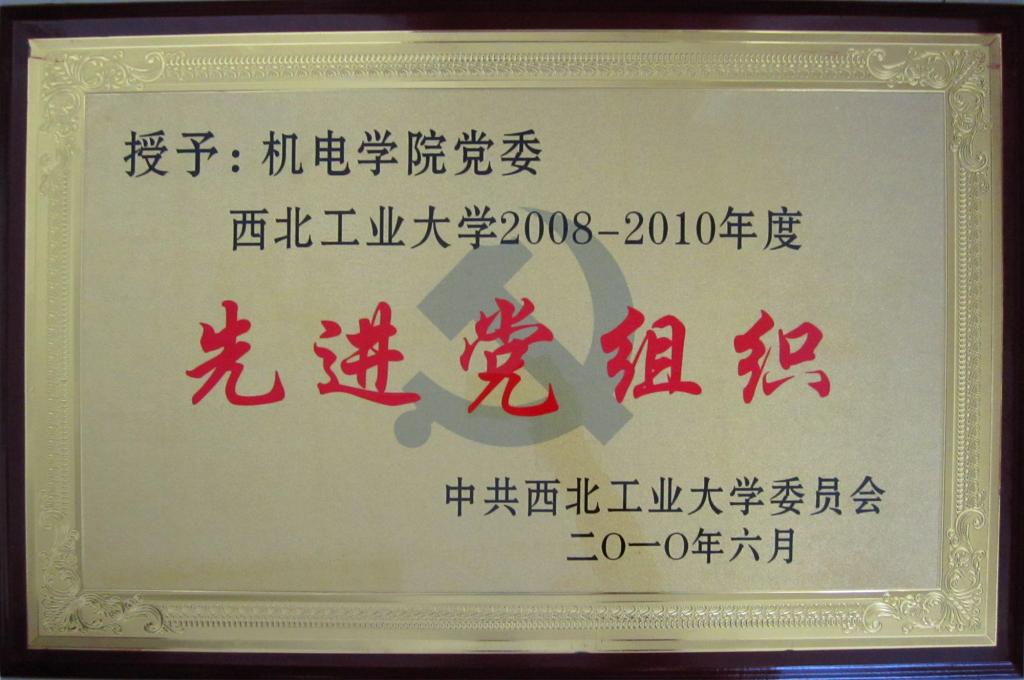 授予：机电学院党委
西北工业大学2008-2010年度
先进党组织
中共西北工业大学委员会
二O一O年六月